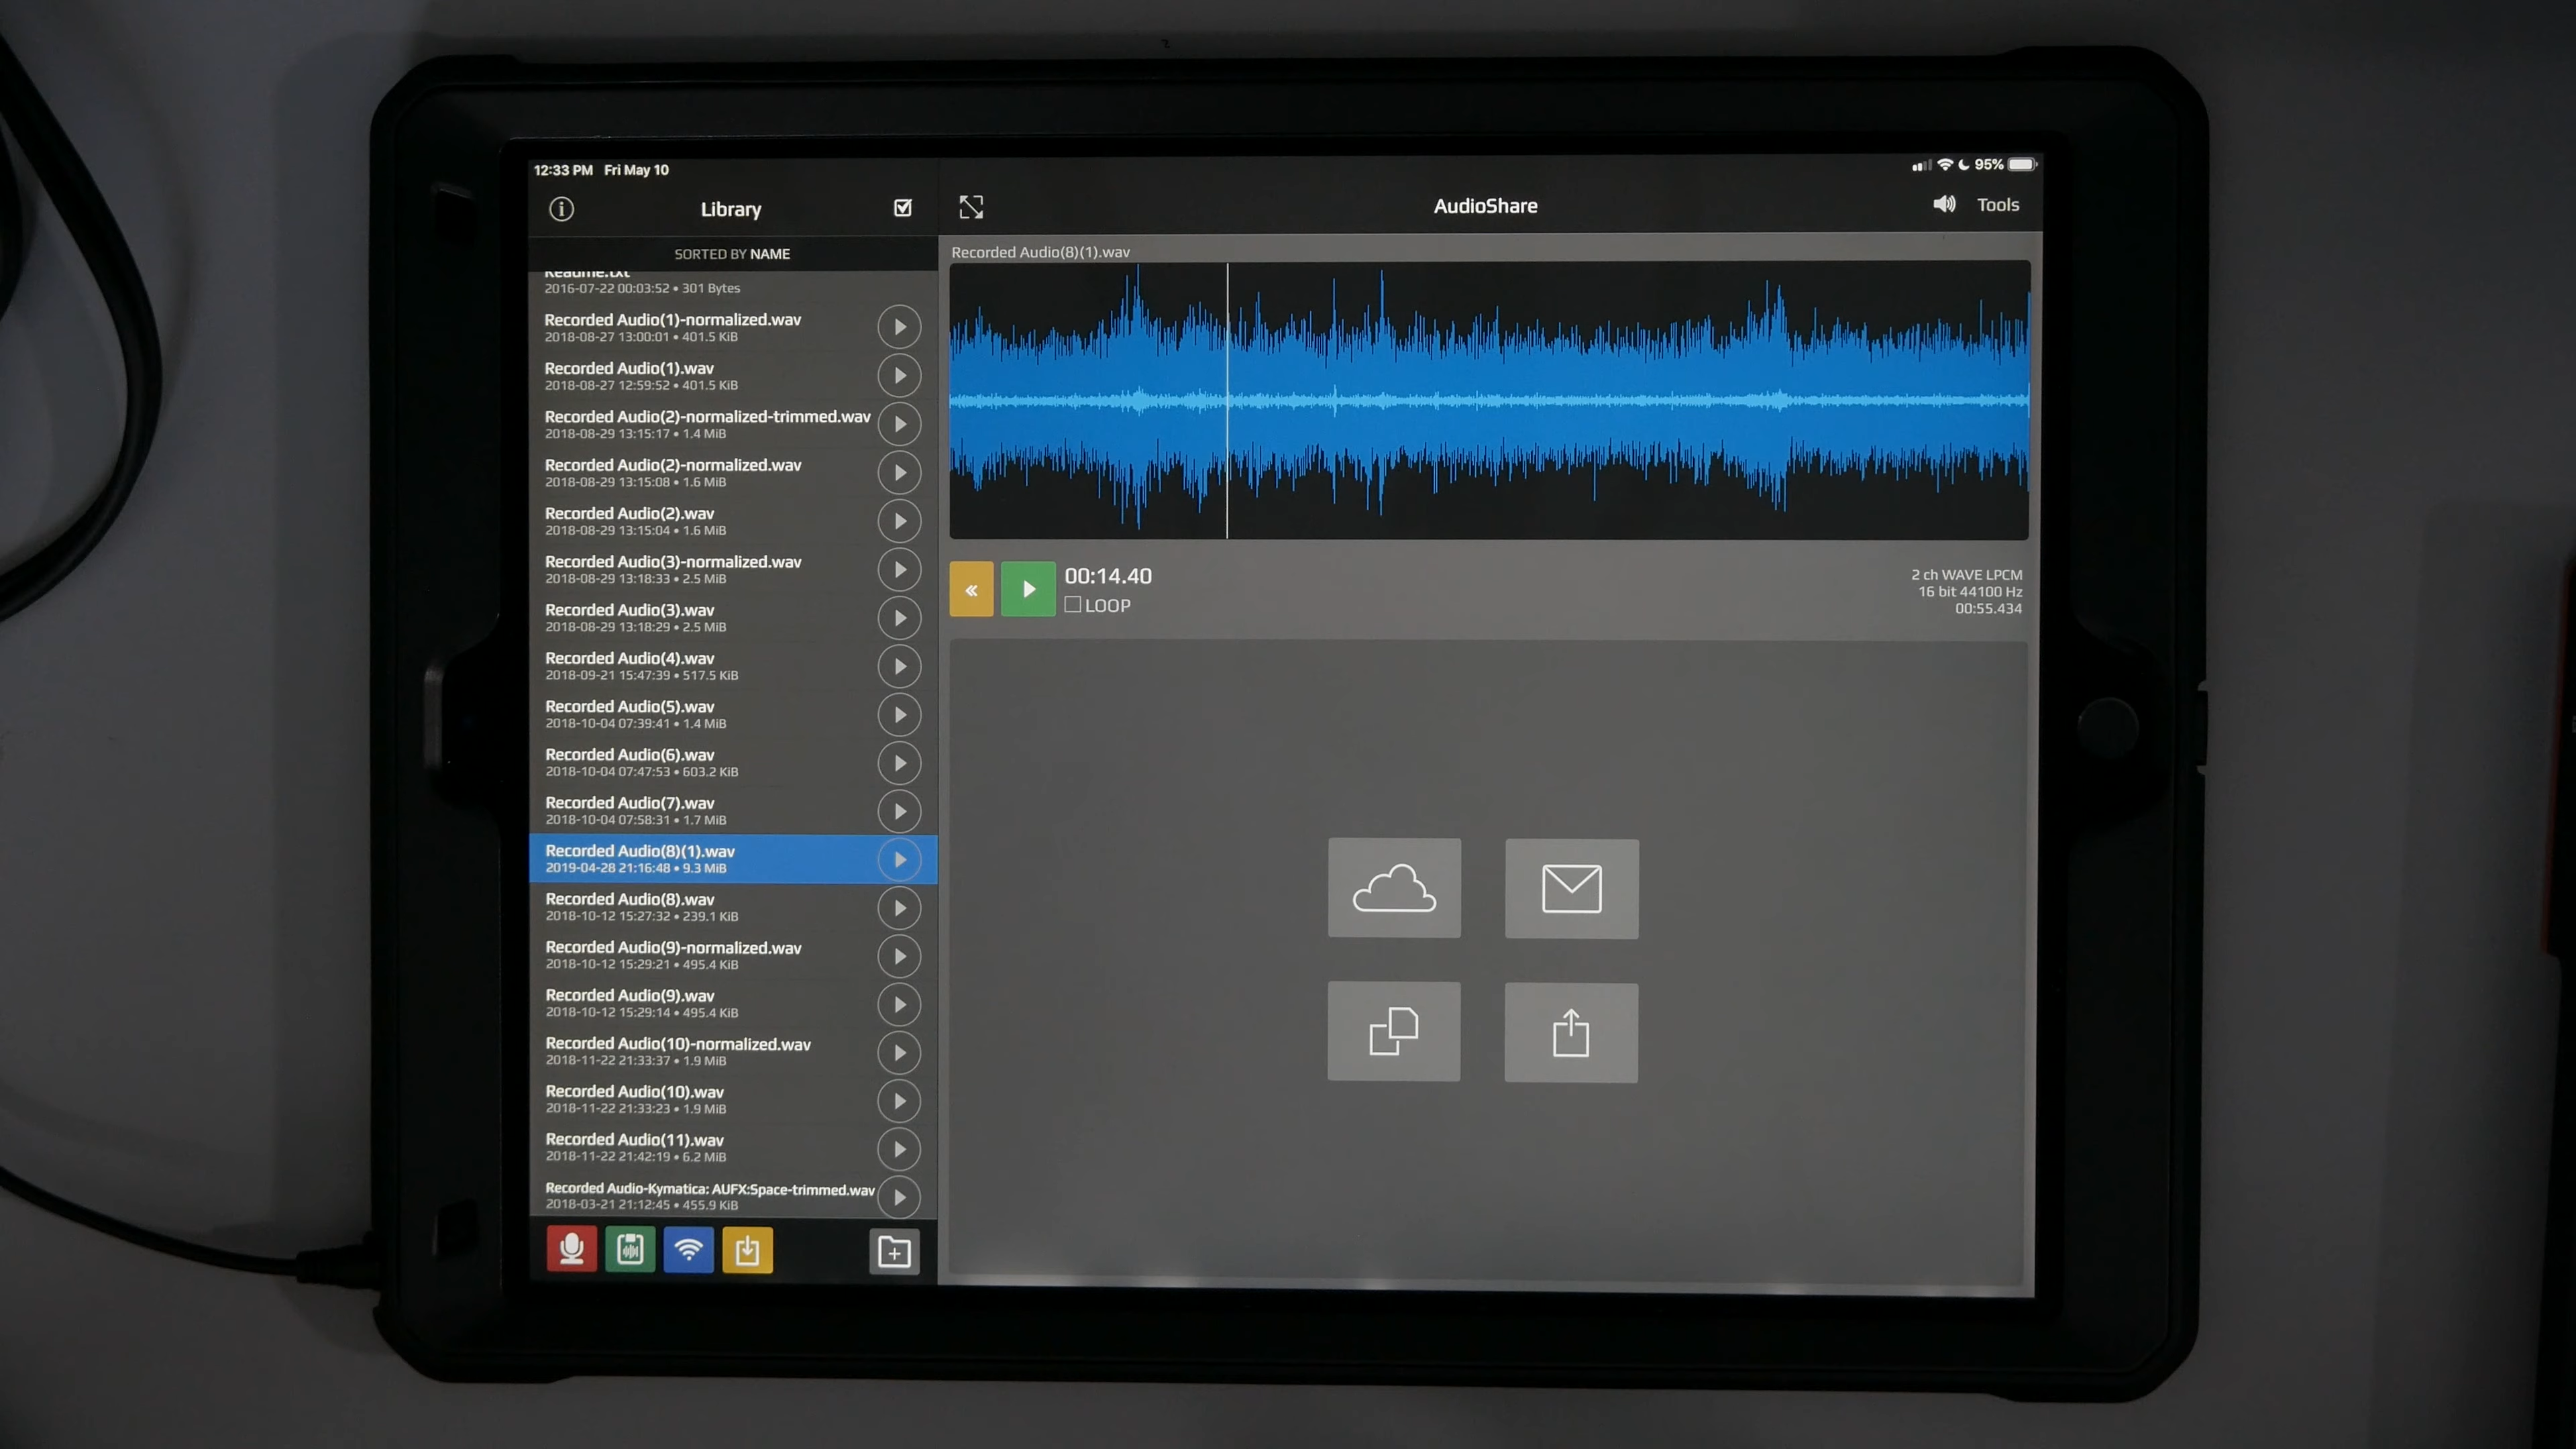 12:33 PM Fri May 10
95%
Library
AudioShare
Tools
SORTED BY NAME
Readme.txt
2016-07-22 00:03:52 • 301 Bytes
Recorded Audio(1)-normalized.wav
2018-08-27 13:00:01 • 401.5 KiB
Recorded Audio(1).wav
2018-08-27 12:59:52 • 401.5 KiB
Recorded Audio(2)-normalized-trimmed.wav
2018-08-29 13:15:17 • 1.4 MiB
Recorded Audio(2)-normalized.wav
2018-08-29 13:15:08 • 1.6 MiB
Recorded Audio(2).wav
2018-08-29 13:15:04 • 1.6 MiB
Recorded Audio(3)-normalized.wav
2018-08-29 13:18:33 • 2.5 MiB
Recorded Audio(3).wav
2018-08-29 13:18:29 • 2.5 MiB
Recorded Audio(4).wav
2018-09-21 15:47:39 • 517.5 KiB
Recorded Audio(5).wav
2018-10-04 07:39:41 • 1.4 MiB
Recorded Audio(6).wav
2018-10-04 07:47:53 • 603.2 KiB
Recorded Audio(7).wav
2018-10-04 07:58:31 • 1.7 MiB
Recorded Audio(8)(1).wav
2019-04-28 21:16:48 • 9.3 MiB
Recorded Audio(8).wav
2018-10-12 15:27:32 • 239.1 KiB
Recorded Audio(9)-normalized.wav
2018-10-12 15:29:21 • 495.4 KiB
Recorded Audio(9).wav
2018-10-12 15:29:14 • 495.4 KiB
Recorded Audio(10)-normalized.wav
2018-11-22 21:33:37 • 1.9 MiB
Recorded Audio(10).wav
2018-11-22 21:33:23 • 1.9 MiB
Recorded Audio(11).wav
2018-11-22 21:42:19 • 6.2 MiB
Recorded Audio-Kymatica: AUFX:Space-trimmed.wav
2018-03-21 21:12:45 • 455.9 KiB
Recorded Audio(8)(1).wav
00:14.40
LOOP
2 ch WAVE LPCM
16 bit 44100 Hz
00:55.434